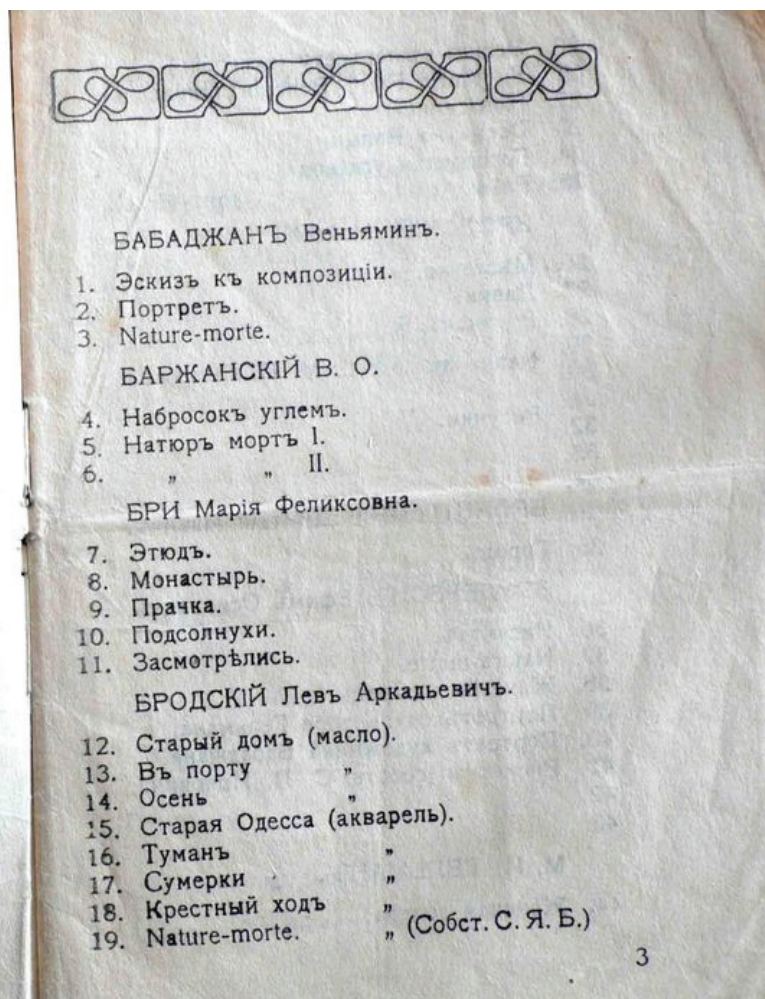 БАБАДЖАНЪ Веньямин ъ.
1. Эскизъ къ композиціи.
2. Портретъ.
3. Nature-morte.
БАРЖАНСКІЙ В. О.
4. Набросокъ углемъ.
5. Натюръ мортъ I.
6. „ „ II.
БРИ Марія Феликсовна.
7. Этюдъ.
8. Монастырь.
9. Прачка.
10. Подсолнухи.
11. Засмотрѣлись.
БРОДСКІЙ Левъ Аркадьевичъ.
12. Старый домъ (масло).
13. Въ порту „
14. Осень „
15. Старая Одесса (акварель).
16. Туманъ „
17. Сумерки „
18. Крестный ходъ „
19. Nature-morte. „ (Собст. С. Я. Б.)
3